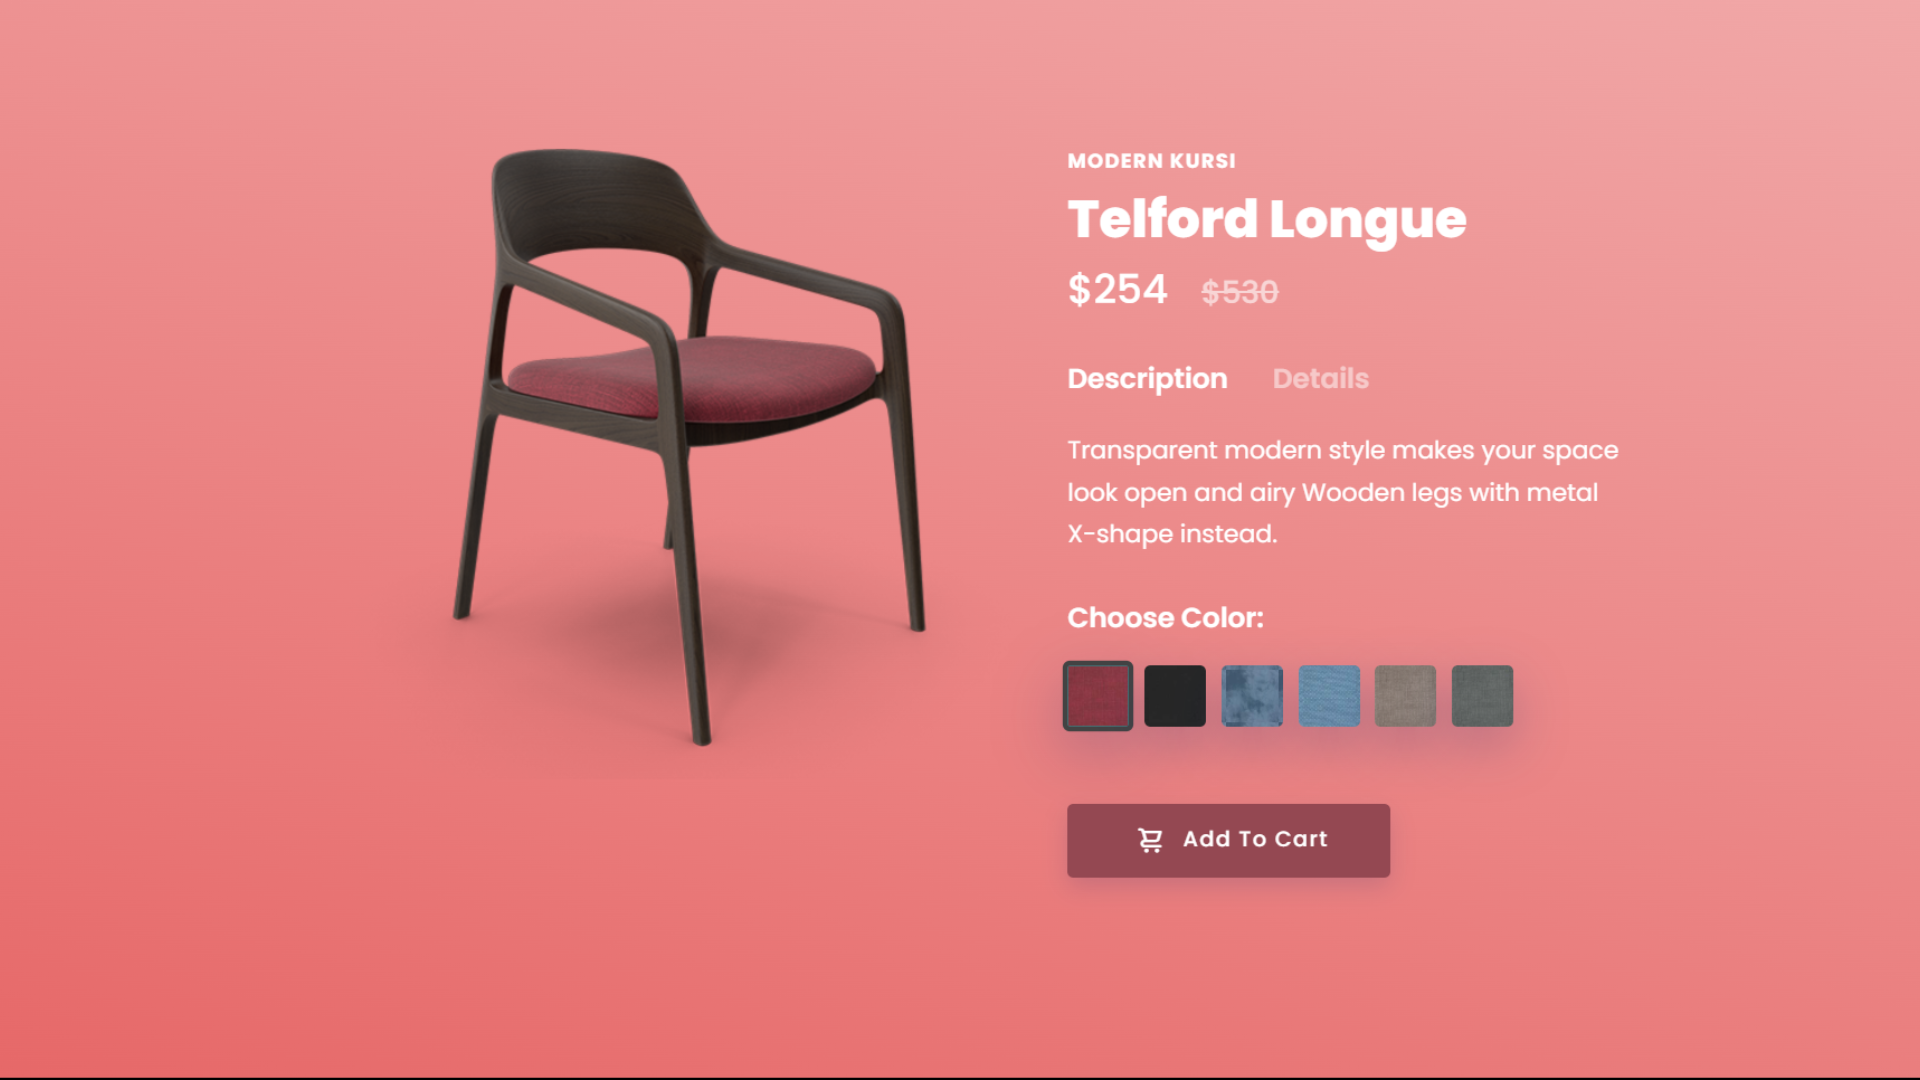 MODERN KURSI
Telford Longue
$254 $530
Description Details
Transparent modern style makes your space
look open and airy Wooden legs with metal
X-shape instead.
Choose Color:
Add To Cart